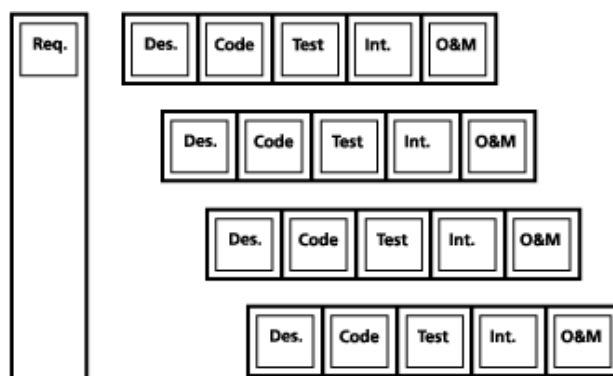 Req. Des. Code Test Int. O&M
Des. Code Test Int. O&M
Des. Code Test Int. O&M
Des. Code Test Int. O&M